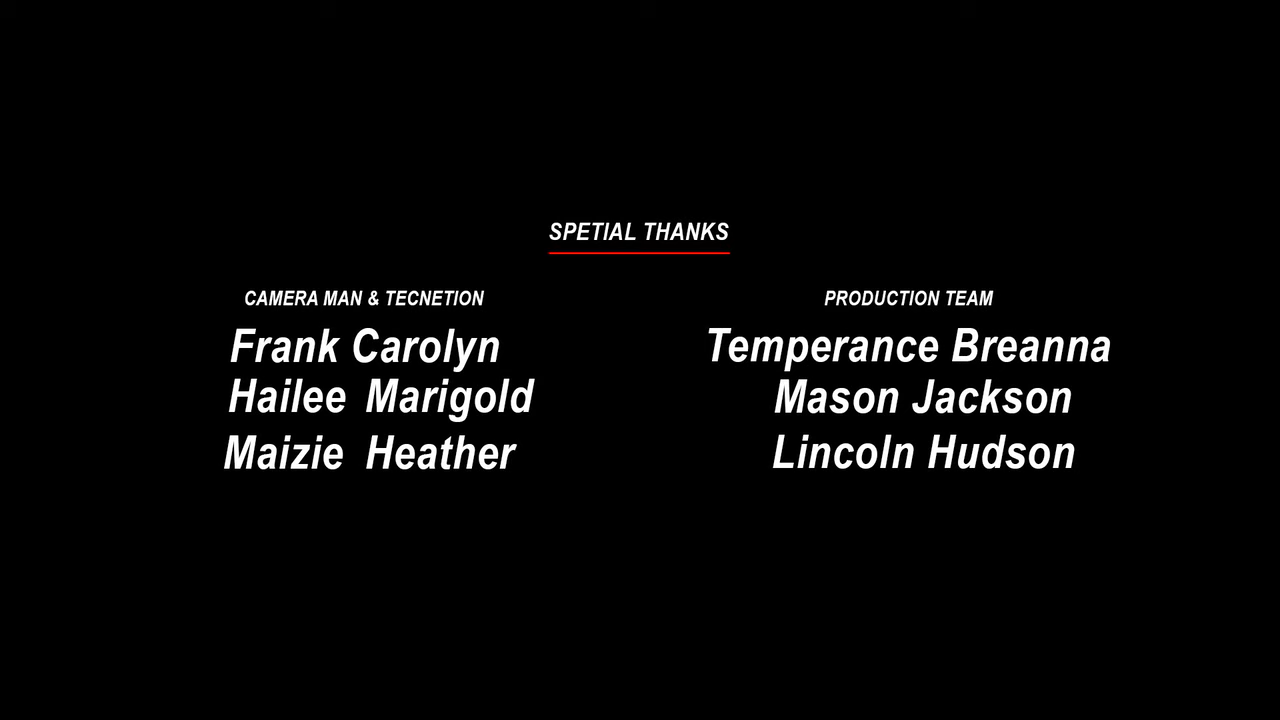 SPETIAL THANKS
CAMERA MAN & TECNETION
Frank Carolyn
Hailee Marigold
Maizie Heather
PRODUCTION TEAM
Temperance Breanna
Mason Jackson
Lincoln Hudson